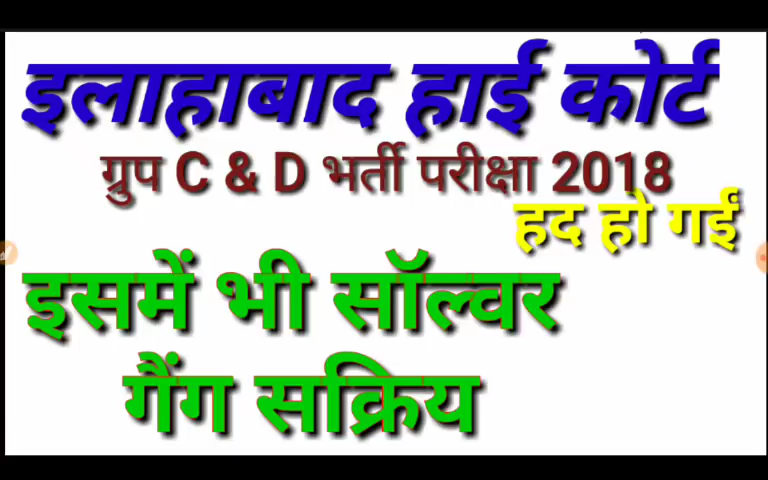 इलाहाबाद हाई कोर्ट
ग्रुप C & D भर्ती परीक्षा 2018
हद हो गईं
इसमें भी सॉल्वर
गैंग सक्रिय